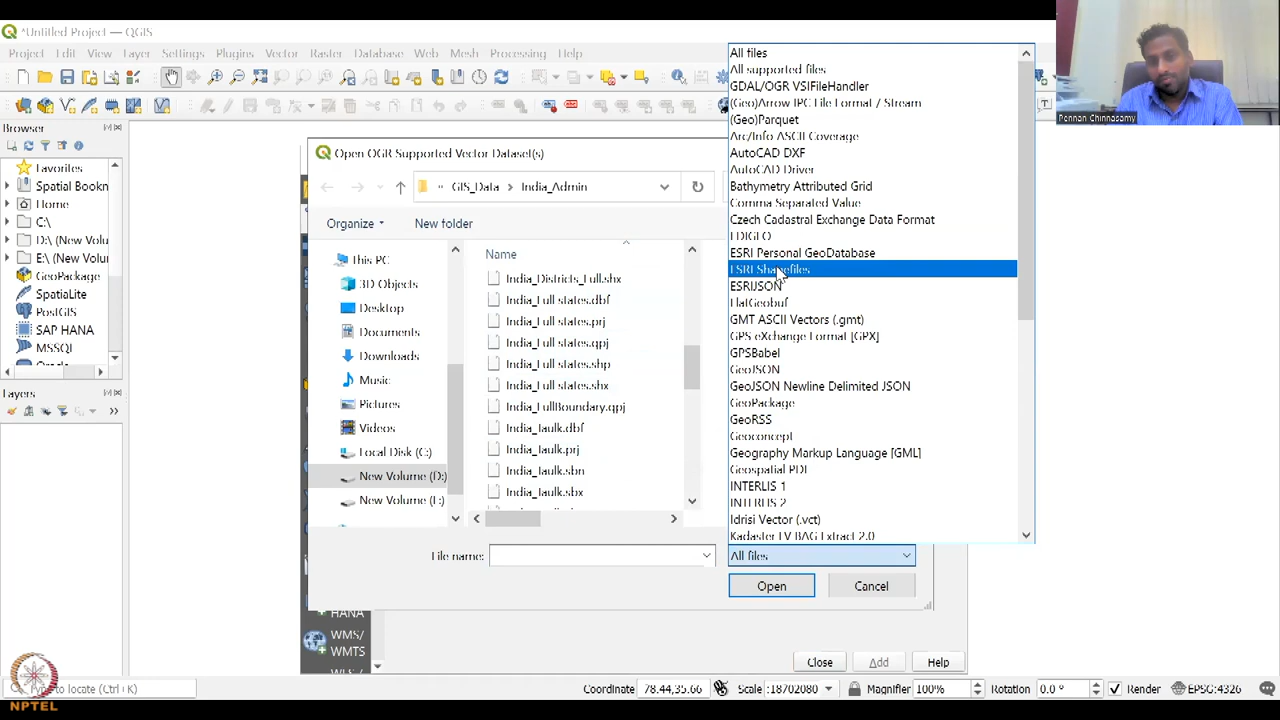 *Untitled Project — QGIS
Project Edit View Layer Settings Plugins Vector Raster Database Web Mesh Processing Help
Pennan Chinnasamy
Browser
Favorites
Spatial Bookn
Home
C:\
D:\ (New Volu
E:\ (New Volu
GeoPackage
SpatiaLite
PostGIS
SAP HANA
MSSQL
Layers
Open OGR Supported Vector Dataset(s)
GIS_Data India_Admin
Organize New folder
This PC
3D Objects
Desktop
Documents
Downloads
Music
Pictures
Videos
Local Disk (C:)
New Volume (D:)
New Volume (E:)
Name
India_Districts_Full.shx
India_Full states.dbf
India_Full states.prj
India_Full states.qpj
India_Full states.shp
India_Full states.shx
India_FullBoundary.qpj
India_Taulk.dbf
India_Taulk.prj
India_Taulk.sbn
India_Taulk.sbx
All files
All supported files
GDAL/OGR VSIFileHandler
(Geo)Arrow IPC File Format / Stream
(Geo)Parquet
Arc/Info ASCII Coverage
AutoCAD DXF
AutoCAD Driver
Bathymetry Attributed Grid
Comma Separated Value
Czech Cadastral Exchange Data Format
EDIGEO
ESRI Personal GeoDatabase
ESRI Shapefiles
ESRIJSON
FlatGeobuf
GMT ASCII Vectors (.gmt)
GPS eXchange Format [GPX]
GPSBabel
GeoJSON
GeoJSON Newline Delimited JSON
GeoPackage
GeoRSS
Geoconcept
Geography Markup Language [GML]
Geospatial PDF
INTERLIS 1
INTERLIS 2
Idrisi Vector (.vct)
Kadaster LV BAG Extract 2.0
File name: All files
Open Cancel
HANA
WMS/
WMTS
Close Add Help
to locate (Ctrl+K) Coordinate 78.44,35.66 Scale :18702080 Magnifier 100% Rotation 0.0 ° Render EPSG:4326
NPTEL